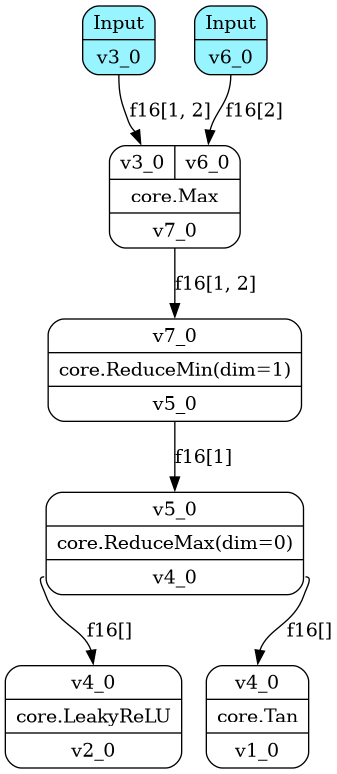 Input
Input
v3_0
v6_0
f16[1, 2]
f16[2]
v3_0
v6_0
core.Max
v7_0
f16[1, 2]
v7_0
core.ReduceMin(dim=1)
v5_0
f16[1]
v5_0
core.ReduceMax(dim=0)
v4_0
f16[]
f16[]
v4_0
v4_0
core.LeakyReLU
core.Tan
v2_0
v1_0